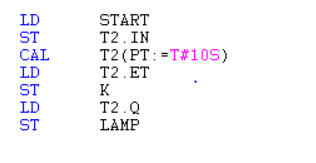 LD START
ST T2.IN
CAL T2(PT:=T#10S)
LD T2.ET
ST K
LD T2.Q
ST LAMP